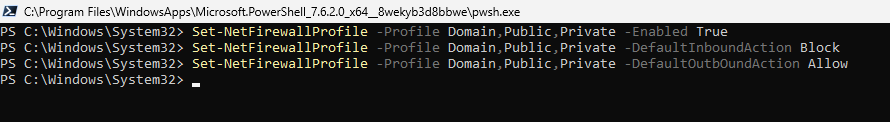 C:\Program Files\WindowsApps\Microsoft.PowerShell_7.6.2.0_x64__8wekyb3d8bbwe\pwsh.exe
PS C:\Windows\System32> Set-NetFirewallProfile -Profile Domain,Public,Private -Enabled True
PS C:\Windows\System32> Set-NetFirewallProfile -Profile Domain,Public,Private -DefaultInboundAction Block
PS C:\Windows\System32> Set-NetFirewallProfile -Profile Domain,Public,Private -DefaultOutbOundAction Allow
PS C:\Windows\System32>